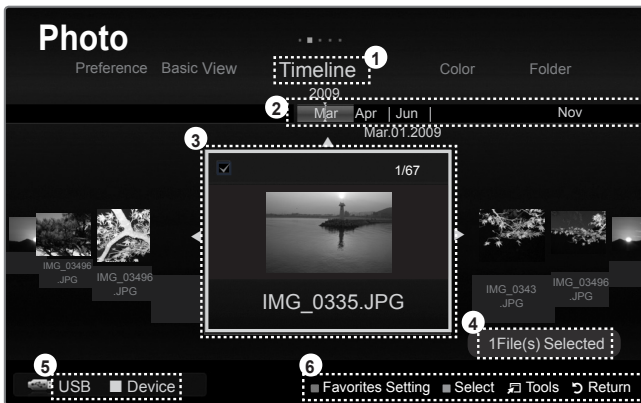 Photo
Preference Basic View Timeline Color Folder
1
2009
2
Mar Apr Jun Nov
Mar.01.2009
3
1/67
IMG_03496
.JPG
IMG_03496
.JPG
IMG_0335.JPG
IMG_0343
.JPG
IMG_03496
.JPG
4
1File(s) Selected
5
USB Device
6
Favorites Setting Select Tools Return